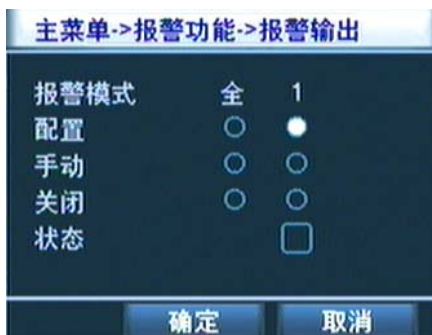 主菜单->报警功能->报警输出
报警模式 全 1
配置
手动
关闭
状态
确定 取消